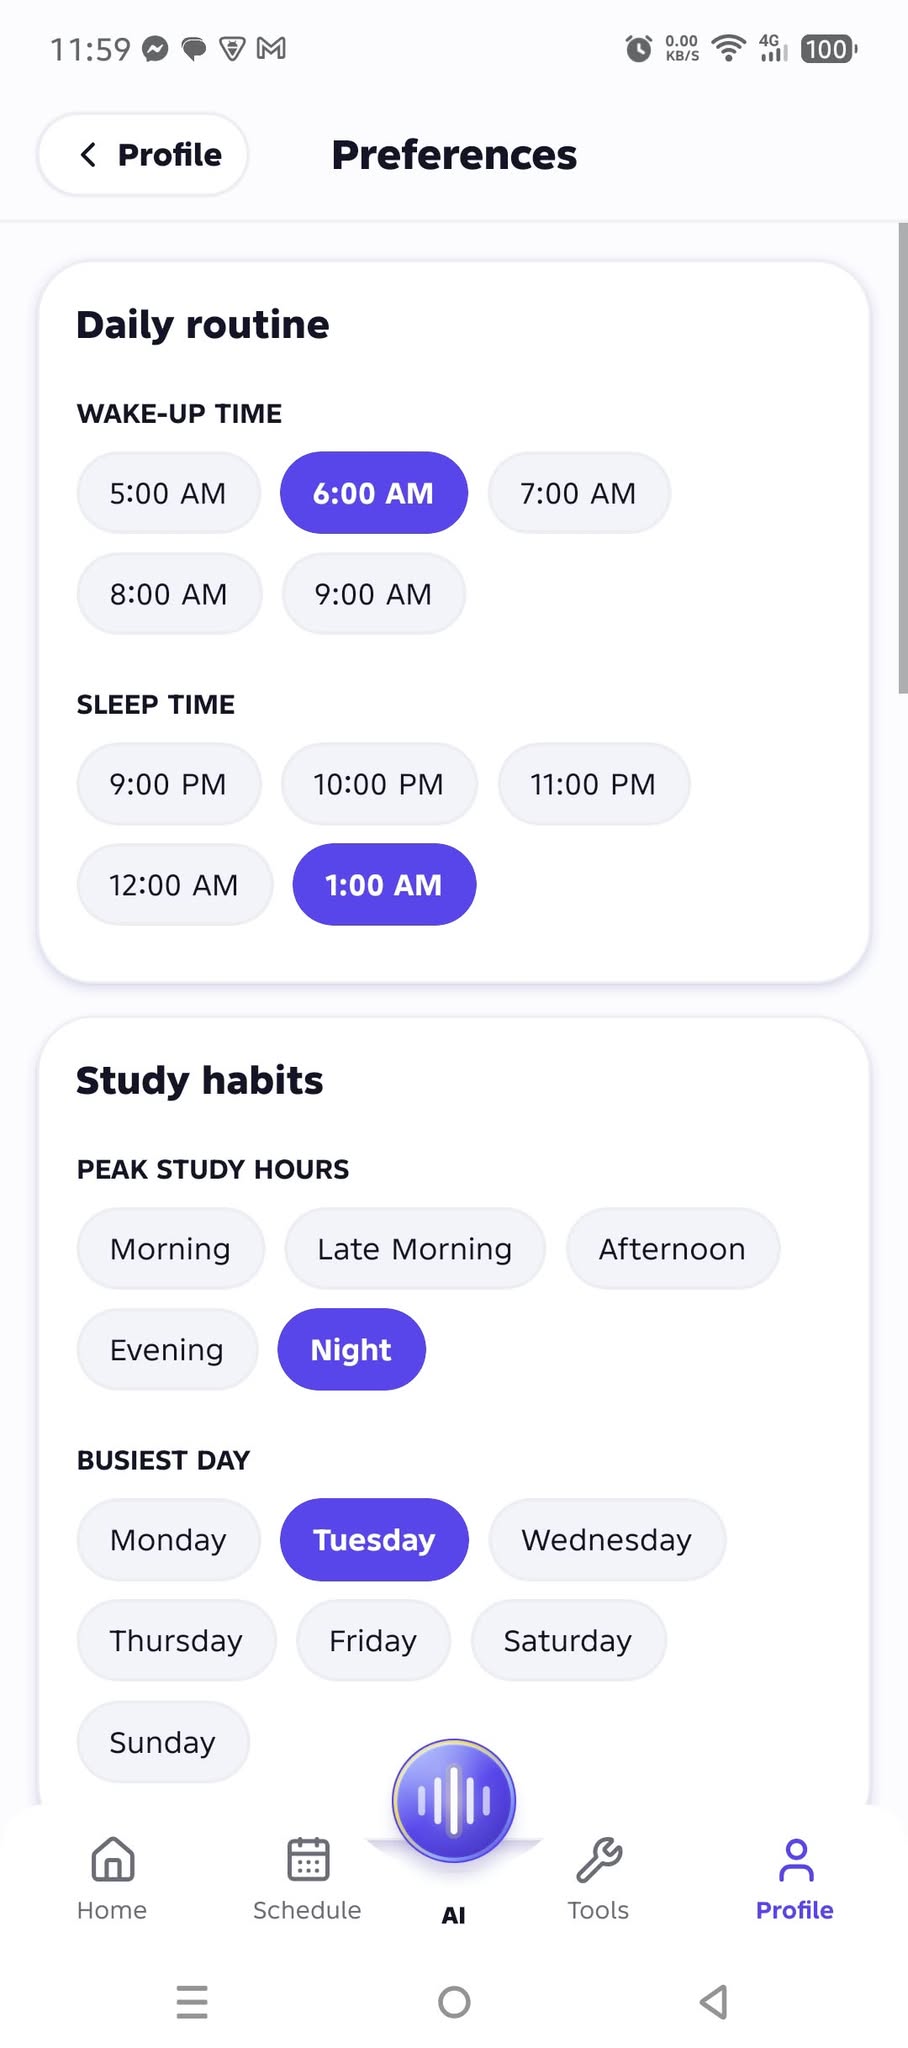 11:59
0.00 KB/S
4G
100
Profile
Preferences
Daily routine
WAKE-UP TIME
5:00 AM
6:00 AM
7:00 AM
8:00 AM
9:00 AM
SLEEP TIME
9:00 PM
10:00 PM
11:00 PM
12:00 AM
1:00 AM
Study habits
PEAK STUDY HOURS
Morning
Late Morning
Afternoon
Evening
Night
BUSIEST DAY
Monday
Tuesday
Wednesday
Thursday
Friday
Saturday
Sunday
Home
Schedule
AI
Tools
Profile